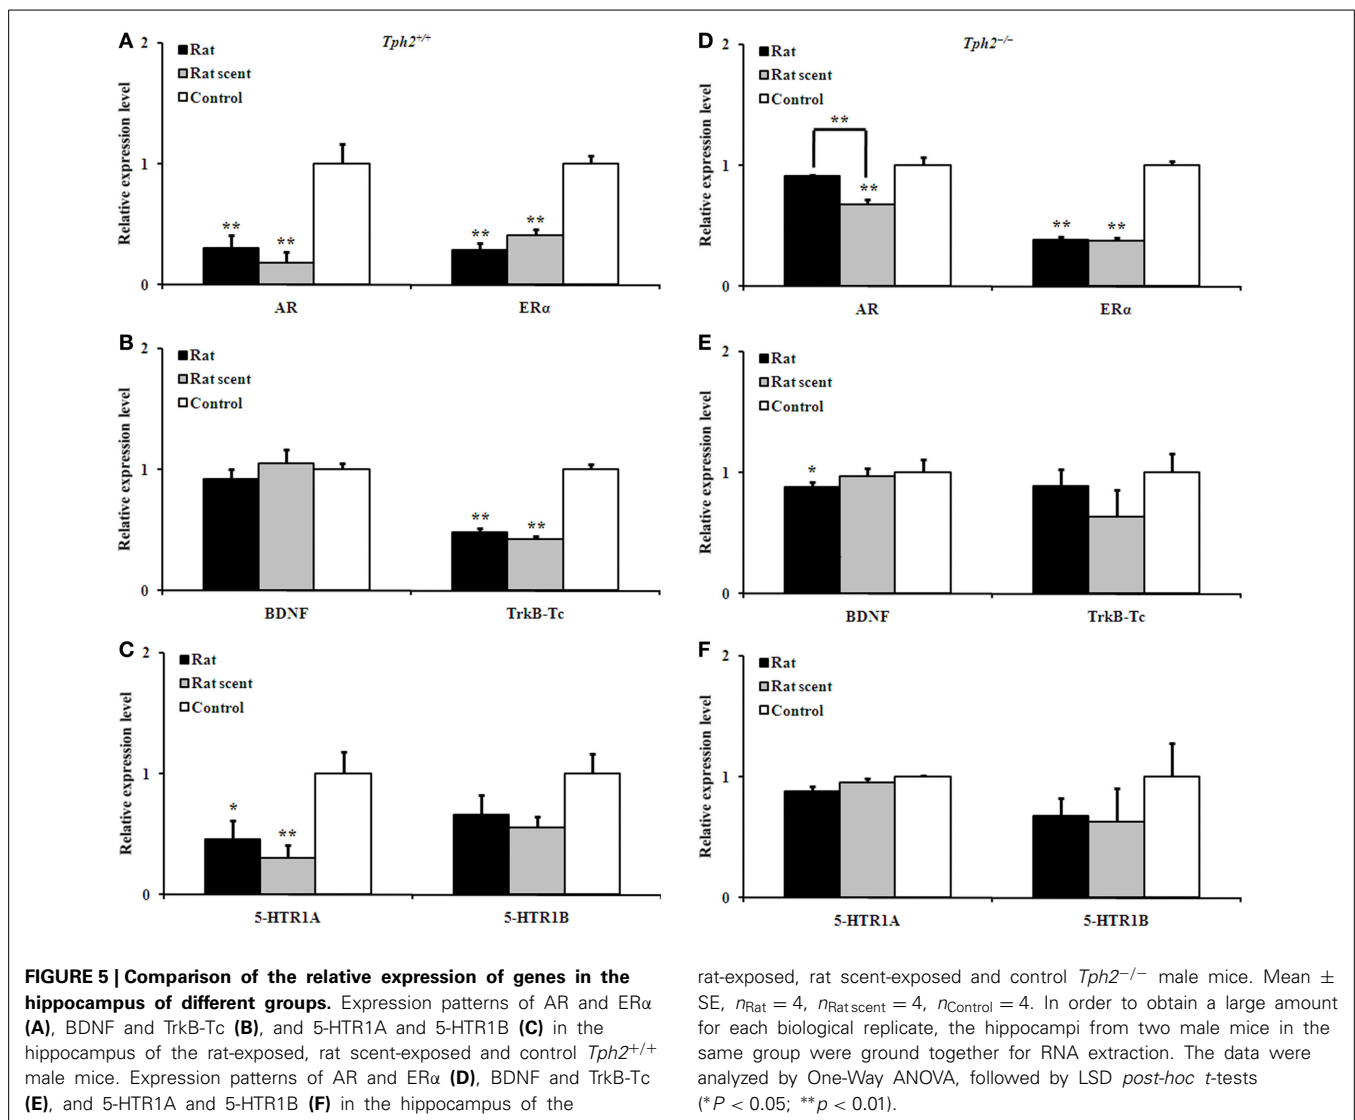 A
Tph2+/+
2
1
0
Relative expression level
Rat
Rat scent
Control
**
**
**
**
AR
ERα
B
2
1
0
Relative expression level
Rat
Rat scent
Control
**
**
BDNF
TrkB-Tc
C
2
1
0
Relative expression level
Rat
Rat scent
Control
*
**
5-HTR1A
5-HTR1B
D
Tph2−/−
2
1
0
Relative expression level
Rat
Rat scent
Control
**
**
**
**
AR
ERα
E
2
1
0
Relative expression level
Rat
Rat scent
Control
*
BDNF
TrkB-Tc
F
2
1
0
Relative expression level
Rat
Rat scent
Control
5-HTR1A
5-HTR1B
FIGURE 5 | Comparison of the relative expression of genes in the
hippocampus of different groups. Expression patterns of AR and ERα
(A), BDNF and TrkB-Tc (B), and 5-HTR1A and 5-HTR1B (C) in the
hippocampus of the rat-exposed, rat scent-exposed and control Tph2+/+
male mice. Expression patterns of AR and ERα (D), BDNF and TrkB-Tc
(E), and 5-HTR1A and 5-HTR1B (F) in the hippocampus of the
rat-exposed, rat scent-exposed and control Tph2−/− male mice. Mean ±
SE, nRat = 4, nRat scent = 4, nControl = 4. In order to obtain a large amount
for each biological replicate, the hippocampi from two male mice in the
same group were ground together for RNA extraction. The data were
analyzed by One-Way ANOVA, followed by LSD post-hoc t-tests
(*P < 0.05; **p < 0.01).